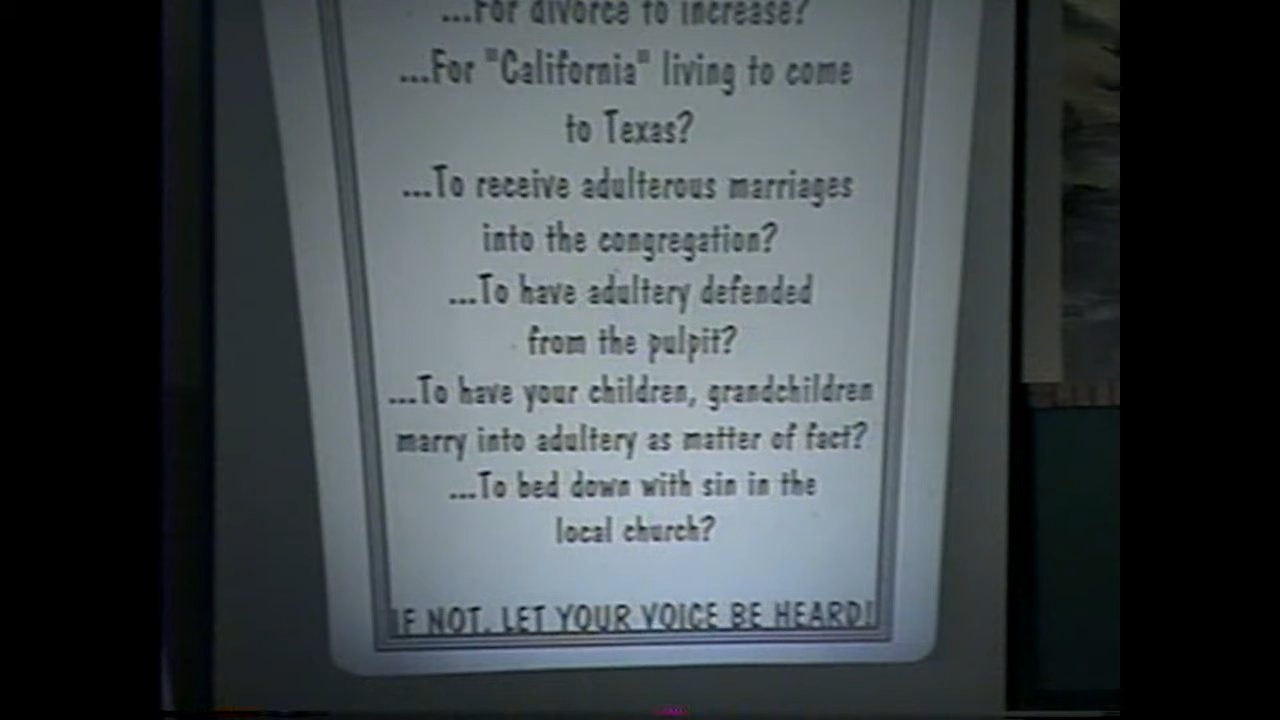 ...For divorce to increase?
...For "California" living to come
to Texas?
...To receive adulterous marriages
into the congregation?
...To have adultery defended
from the pulpit?
...To have your children, grandchildren
marry into adultery as matter of fact?
...To bed down with sin in the
local church?
IF NOT, LET YOUR VOICE BE HEARD!